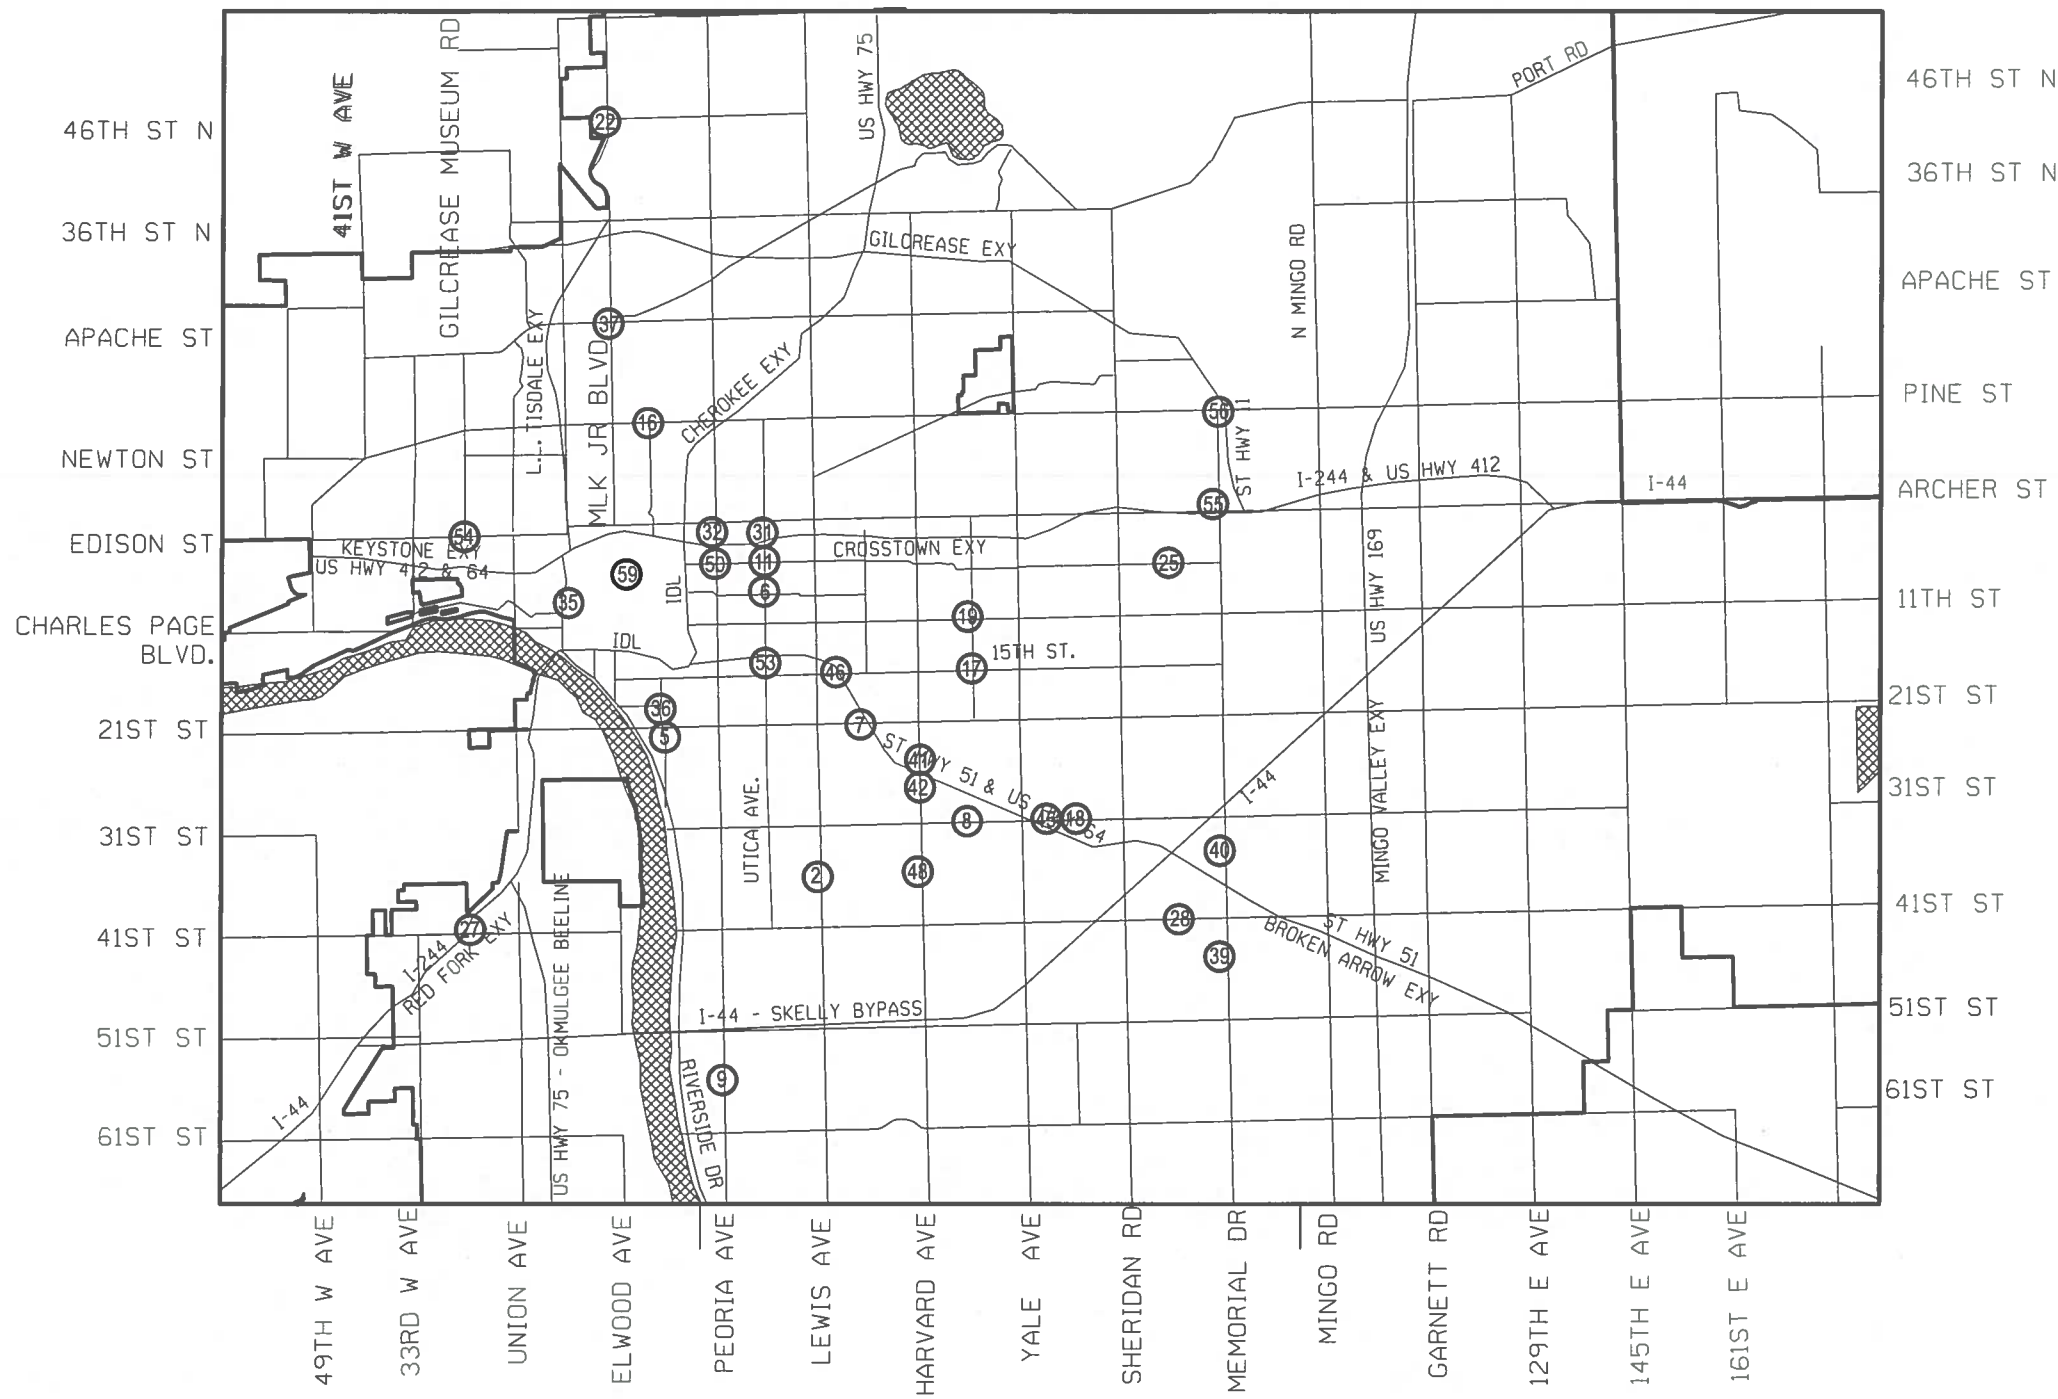 46TH ST N
36TH ST N
APACHE ST
NEWTON ST
EDISON ST
CHARLES PAGE
BLVD.
21ST ST
31ST ST
41ST ST
51ST ST
61ST ST
41ST W AVE
GILCREASE MUSEUM RD
L.L. TISDALE EXY
MLK JR BLVD
US HWY 75
CHEROKEE EXY
GILCREASE EXY
PORT RD
N MINGO RD
ST HWY 11
I-244 & US HWY 412
I-44
KEYSTONE EXY
US HWY 412 & 64
CROSSTOWN EXY
IDL
IDL
15TH ST.
US HWY 169
MINGO VALLEY EXY
ST HWY 51 & US HWY 64
UTICA AVE.
I-44
ST HWY 51
BROKEN ARROW EXY
I-244
RED FORK EXY
US HWY 75 - OKMULGEE BEELINE
I-44 - SKELLY BYPASS
RIVERSIDE DR
I-44
22
37
16
56
55
54
32
31
50
11
59
6
35
25
19
53
46
17
36
5
7
41
42
8
45
18
2
48
40
27
28
39
9
46TH ST N
36TH ST N
APACHE ST
PINE ST
ARCHER ST
11TH ST
21ST ST
31ST ST
41ST ST
51ST ST
61ST ST
49TH W AVE
33RD W AVE
UNION AVE
ELWOOD AVE
PEORIA AVE
LEWIS AVE
HARVARD AVE
YALE AVE
SHERIDAN RD
MEMORIAL DR
MINGO RD
GARNETT RD
129TH E AVE
145TH E AVE
161ST E AVE